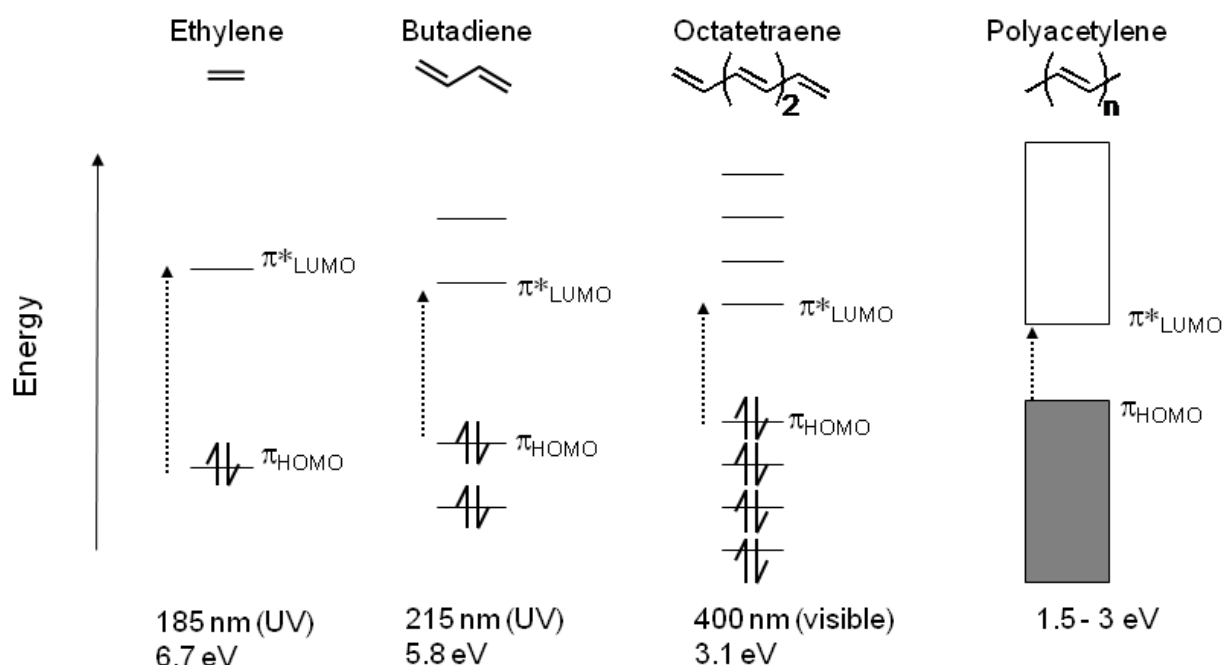 Ethylene
Butadiene
Octatetraene
Polyacetylene
2
n
Energy
π*LUMO
π*LUMO
π*LUMO
π*LUMO
πHOMO
πHOMO
πHOMO
πHOMO
185 nm (UV)
6.7 eV
215 nm (UV)
5.8 eV
400 nm (visible)
3.1 eV
1.5 - 3 eV